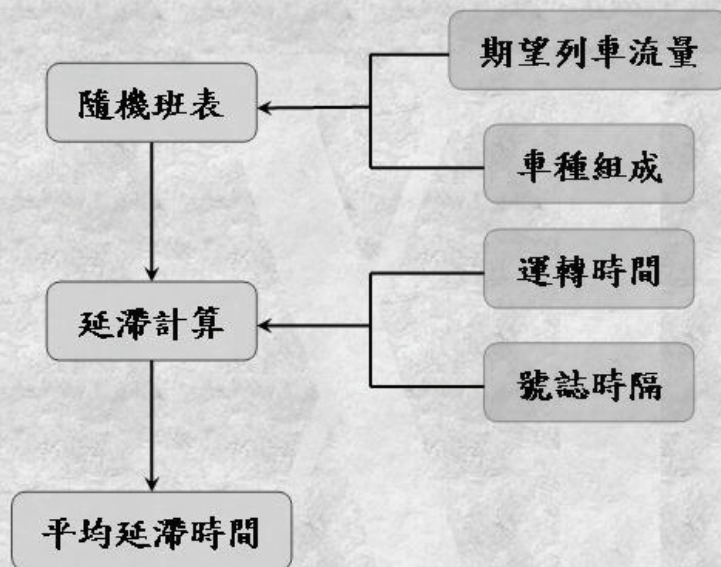 期望列車流量
隨機班表
車種組成
運轉時間
延滯計算
號誌時隔
平均延滯時間